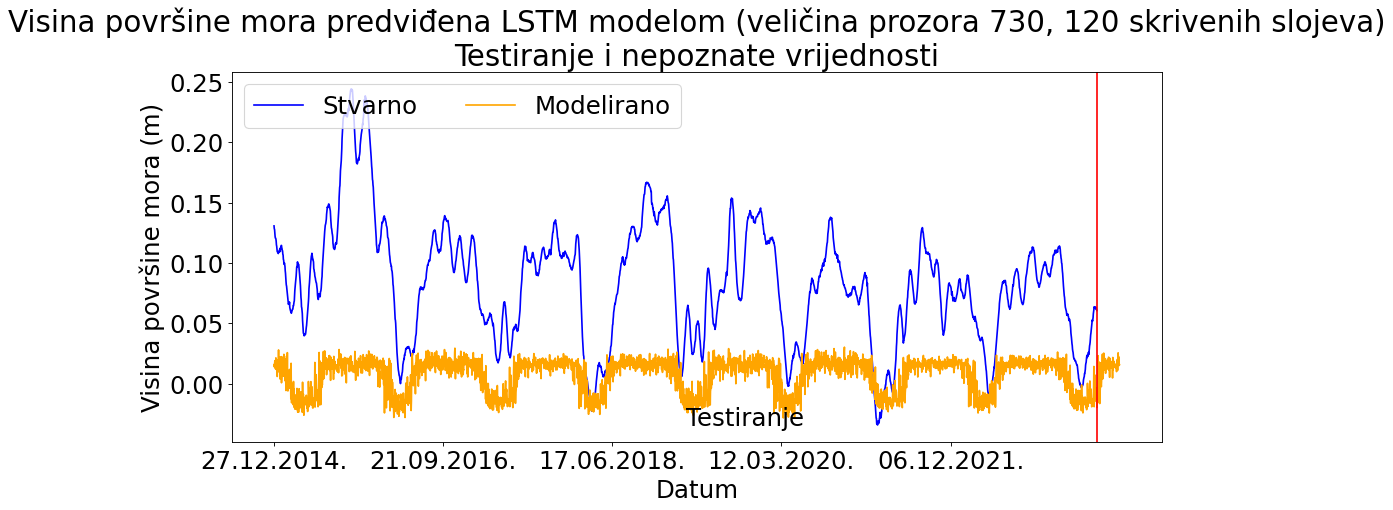 Visina površine mora predviđena LSTM modelom (veličina prozora 730, 120 skrivenih slojeva)
Testiranje i nepoznate vrijednosti
Stvarno
Modelirano
Visina površine mora (m)
0.25
0.20
0.15
0.10
0.05
0.00
Testiranje
27.12.2014.
21.09.2016.
17.06.2018.
12.03.2020.
06.12.2021.
Datum